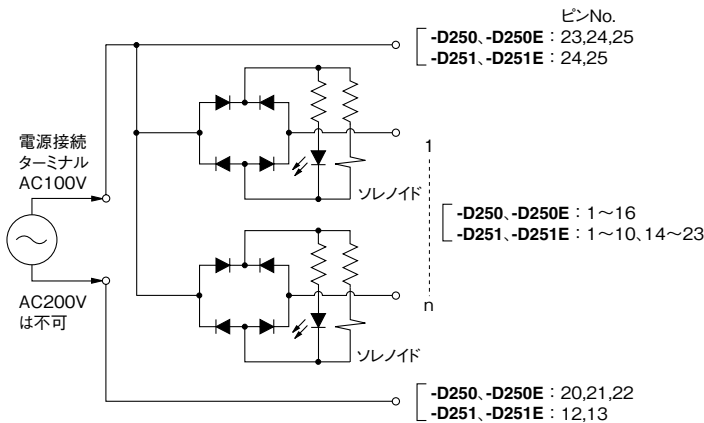 ピンNo.
-D250、-D250E：23,24,25
-D251、-D251E：24,25
電源接続
ターミナル
AC100V
1
ソレノイド
-D250、-D250E：1～16
-D251、-D251E：1～10、14～23
AC200V
は不可
n
ソレノイド
-D250、-D250E：20,21,22
-D251、-D251E：12,13